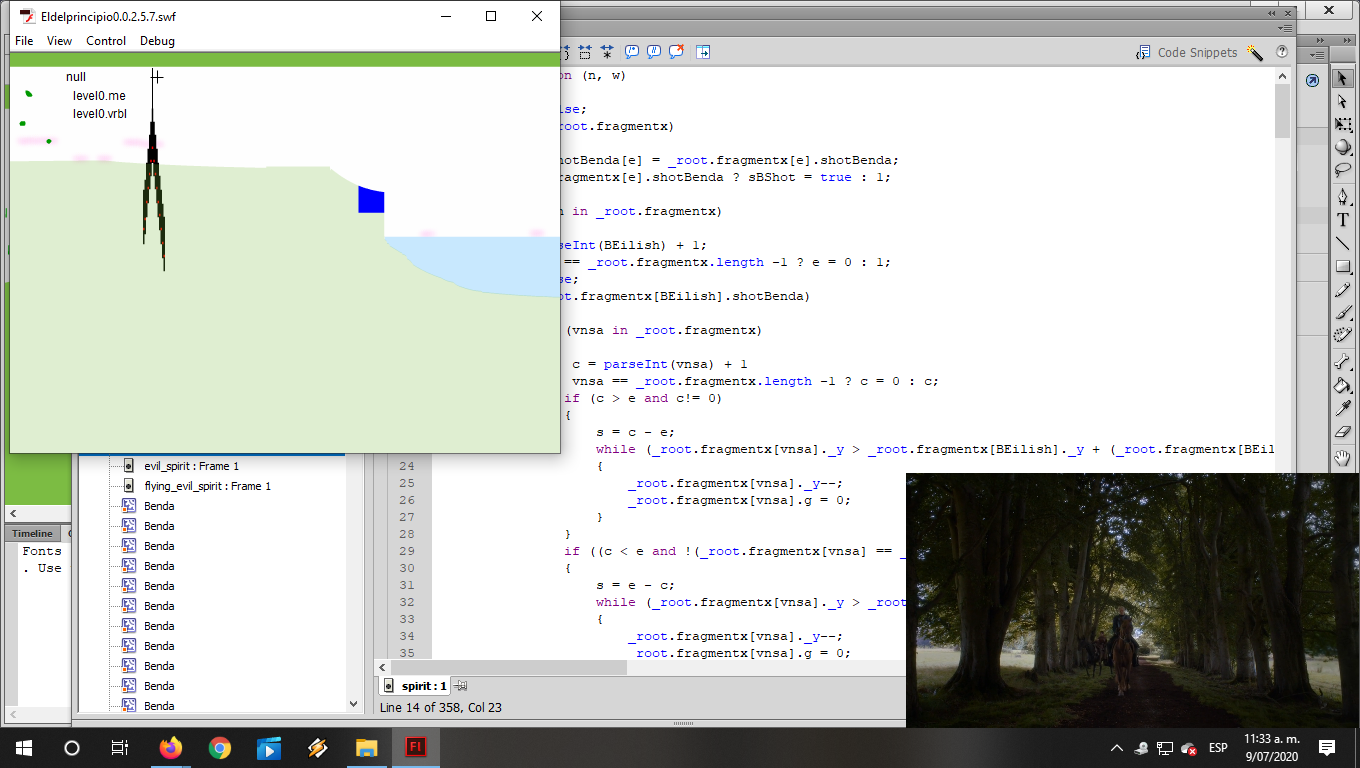 Eldelprincipio0.0.2.5.7.swf
File View Control Debug
null
level0.me
level0.vrbl
Code Snippets
on (n, w)
lse;
root.fragmentx)
hotBenda[e] = _root.fragmentx[e].shotBenda;
ragmentx[e].shotBenda ? sBShot = true : 1;
in _root.fragmentx)
seInt(BEilish) + 1;
== _root.fragmentx.length -1 ? e = 0 : 1;
se;
ot.fragmentx[BEilish].shotBenda)
(vnsa in _root.fragmentx)
c = parseInt(vnsa) + 1
vnsa == _root.fragmentx.length -1 ? c = 0 : c;
if (c > e and c!= 0)
{
s = c - e;
while (_root.fragmentx[vnsa]._y > _root.fragmentx[BEilish]._y + (_root.fragmentx[BEil
24 {
25 _root.fragmentx[vnsa]._y--;
26 _root.fragmentx[vnsa].g = 0;
27 }
28 }
29 if ((c < e and !(_root.fragmentx[vnsa] == _
30 {
31 s = e - c;
32 while (_root.fragmentx[vnsa]._y > _roo
33 {
34 _root.fragmentx[vnsa]._y--;
35 _root.fragmentx[vnsa].g = 0;
evil_spirit : Frame 1
flying_evil_spirit : Frame 1
Benda
Benda
Benda
Benda
Benda
Benda
Benda
Benda
Benda
Benda
Benda
Timeline
Fonts
. Use
spirit : 1
Line 14 of 358, Col 23
Fl
ESP
11:33 a. m.
9/07/2020